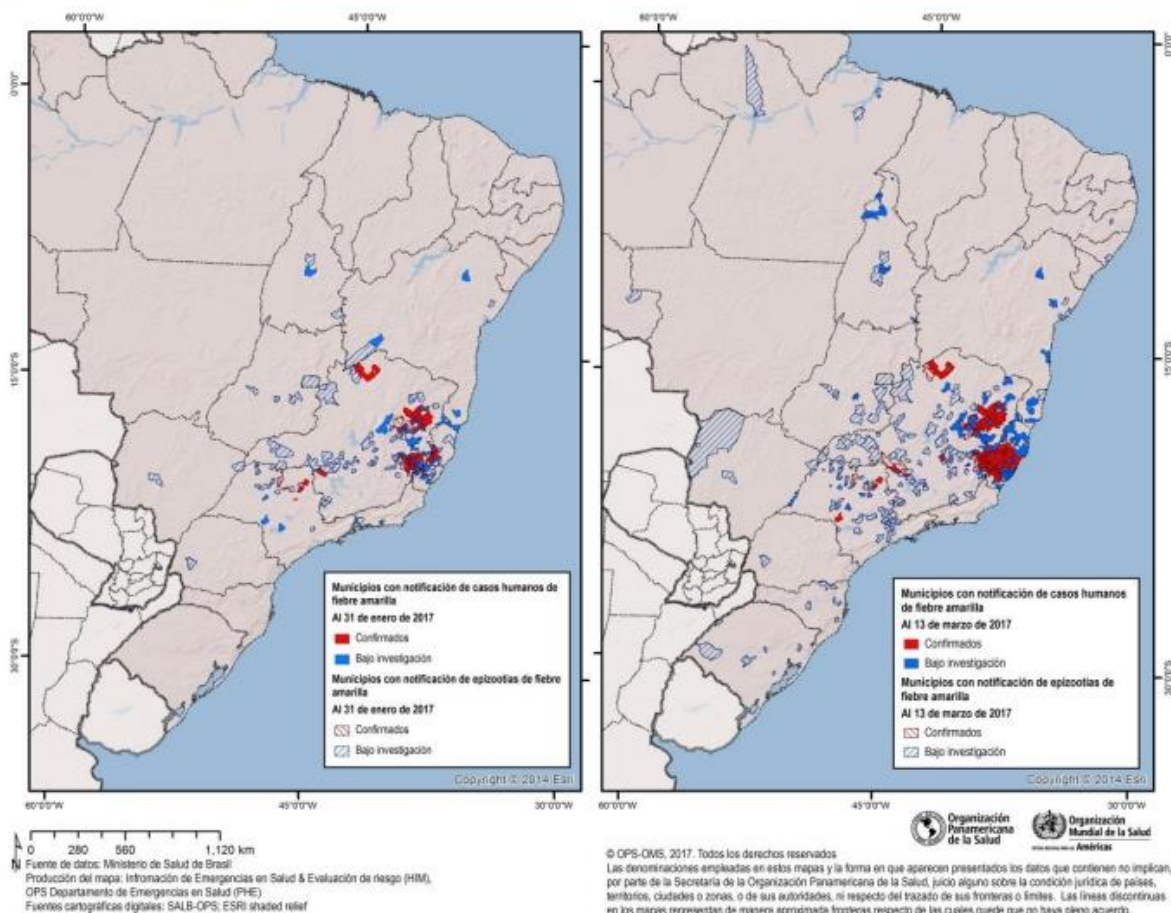 60°0'0"W
45°0'0"W
60°0'0"W
45°0'0"W
0°0'0"
0°0'0"
15°0'0"S
15°0'0"S
30°0'0"S
30°0'0"S
Municipios con notificación de casos humanos de
fiebre amarilla
Al 31 de enero de 2017
Confirmados
Bajo investigación
Municipios con notificación de epizootias de fiebre
amarilla
Al 31 de enero de 2017
Confirmados
Bajo investigación
Copyright © 2014 Esri
Municipios con notificación de casos humanos
de fiebre amarilla
Al 13 de marzo de 2017
Confirmados
Bajo investigación
Municipios con notificación de epizootias de
fiebre amarilla
Al 13 de marzo de 2017
Confirmados
Bajo investigación
Copyright © 2014 Esri
60°0'0"W
45°0'0"W
30°0'0"W
60°0'0"W
45°0'0"W
30°0'0"W
0 280 560 1,120 km
N
Fuente de datos: Ministerio de Salud de Brasil
Producción del mapa: Infromación de Emergencias en Salud & Evaluación de riesgo (HIM),
OPS Departamento de Emergencias en Salud (PHE)
Fuentes cartográficas digitales: SALB-OPS; ESRI shaded relief
Organización
Panamericana
de la Salud
Organización
Mundial de la Salud
Américas
© OPS-OMS, 2017. Todos los derechos reservados
Las denominaciones empleadas en estos mapas y la forma en que aparecen presentados los datos que contienen no implican,
por parte de la Secretaría de la Organización Panamericana de la Salud, juicio alguno sobre la condición jurídica de países,
territorios, ciudades o zonas, o de sus autoridades, ni respecto del trazado de sus fronteras o límites. Las líneas discontinuas
en los mapas representan de manera aproximada fronteras respecto de las cuales puede que no haya pleno acuerdo.